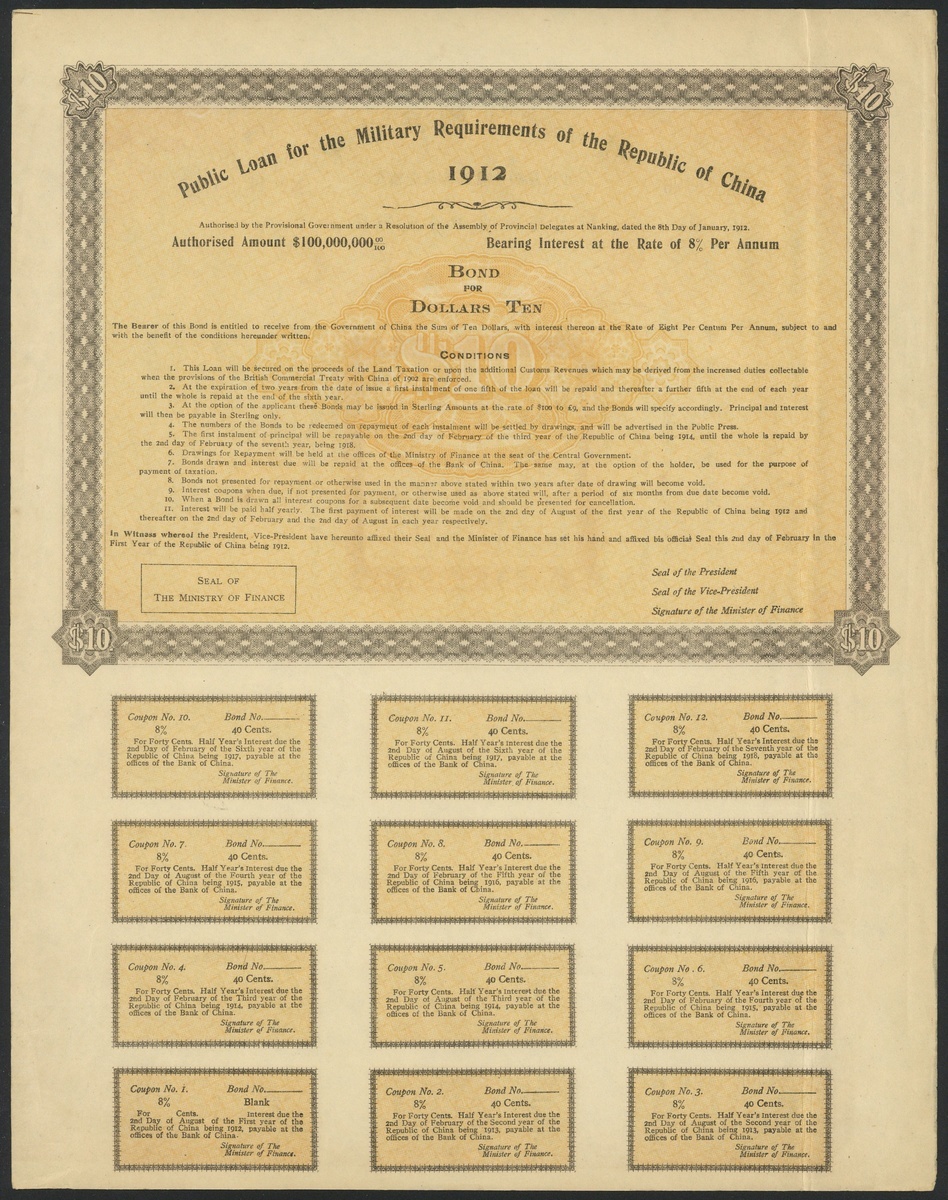 $10 $10
Public Loan for the Military Requirements of the Republic of China
1912
Authorised by the Provisional Government under a Resolution of the Assembly of Provincial Delegates at Nanking, dated the 8th Day of January, 1912.
Authorised Amount $100,000,000 00/100 Bearing Interest at the Rate of 8% Per Annum
BOND
FOR
DOLLARS TEN
The Bearer of this Bond is entitled to receive from the Government of China the Sum of Ten Dollars, with interest thereon at the Rate of Eight Per Centum Per Annum, subject to and
with the benefit of the conditions hereunder written.
$10
CONDITIONS
1. This Loan will be secured on the proceeds of the Land Taxation or upon the additional Customs Revenues which may be derived from the increased duties collectable
when the provisions of the British Commercial Treaty with China of 1902 are enforced.
2. At the expiration of two years from the date of issue a first instalment of one fifth of the loan will be repaid and thereafter a further fifth at the end of each year
until the whole is repaid at the end of the sixth year.
3. At the option of the applicant these Bonds may be issued in Sterling Amounts at the rate of $100 to £9, and the Bonds will specify accordingly. Principal and Interest
will then be payable in Sterling only.
4. The numbers of the Bonds to be redeemed on repayment of each instalment will be settled by drawings, and will be advertised in the Public Press.
5. The first instalment of principal will be repayable on the 2nd day of February of the third year of the Republic of China being 1914, until the whole is repaid by
the 2nd day of February of the seventh year, being 1918.
6. Drawings for Repayment will be held at the offices of the Ministry of Finance at the seat of the Central Government.
7. Bonds drawn and interest due will be repaid at the offices of the Bank of China. The same may, at the option of the holder, be used for the purpose of
payment of taxation.
8. Bonds not presented for repayment or otherwise used in the manner above stated within two years after date of drawing will become void.
9. Interest coupons when due, if not presented for payment, or otherwise used as above stated will, after a period of six months from due date become void.
10. When a Bond is drawn all interest coupons for a subsequent date become void and should be presented for cancellation.
11. Interest will be paid half yearly. The first payment of interest will be made on the 2nd day of August of the first year of the Republic of China being 1912 and
thereafter on the 2nd day of February and the 2nd day of August in each year respectively.
In Witness whereof the President, Vice-President have hereunto affixed their Seal and the Minister of Finance has set his hand and affixed his official Seal this 2nd day of February in the
First Year of the Republic of China being 1912.
SEAL OF
THE MINISTRY OF FINANCE
Seal of the President
Seal of the Vice-President
Signature of the Minister of Finance
$10 $10
Coupon No. 10. Bond No.
8% 40 Cents.
For Forty Cents. Half Year's Interest due the
2nd Day of February of the Sixth year of the
Republic of China being 1917, payable at the
offices of the Bank of China.
Signature of The
Minister of Finance.
Coupon No. 11. Bond No.
8% 40 Cents.
For Forty Cents. Half Year's Interest due the
2nd Day of August of the Sixth year of the
Republic of China being 1917, payable at the
offices of the Bank of China.
Signature of The
Minister of Finance.
Coupon No. 12. Bond No.
8% 40 Cents.
For Forty Cents. Half Year's Interest due the
2nd Day of February of the Seventh year of the
Republic of China being 1918, payable at the
offices of the Bank of China.
Signature of The
Minister of Finance.
Coupon No. 7. Bond No.
8% 40 Cents.
For Forty Cents. Half Year's Interest due the
2nd Day of August of the Fourth year of the
Republic of China being 1915, payable at the
offices of the Bank of China.
Signature of The
Minister of Finance.
Coupon No. 8. Bond No.
8% 40 Cents.
For Forty Cents. Half Year's Interest due the
2nd Day of February of the Fifth year of the
Republic of China being 1916, payable at the
offices of the Bank of China.
Signature of The
Minister of Finance.
Coupon No. 9. Bond No.
8% 40 Cents.
For Forty Cents. Half Year's Interest due the
2nd Day of August of the Fifth year of the
Republic of China being 1916, payable at the
offices of the Bank of China.
Signature of The
Minister of Finance.
Coupon No. 4. Bond No.
8% 40 Cents.
For Forty Cents. Half Year's Interest due the
2nd Day of February of the Third year of the
Republic of China being 1914, payable at the
offices of the Bank of China.
Signature of The
Minister of Finance.
Coupon No. 5. Bond No.
8% 40 Cents.
For Forty Cents. Half Year's Interest due the
2nd Day of August of the Third year of the
Republic of China being 1914, payable at the
offices of the Bank of China.
Signature of The
Minister of Finance.
Coupon No. 6. Bond No.
8% 40 Cents.
For Forty Cents. Half Year's Interest due the
2nd Day of February of the Fourth year of the
Republic of China being 1915, payable at the
offices of the Bank of China.
Signature of The
Minister of Finance.
Coupon No. 1. Bond No.
8% Blank
For Cents. Interest due the
2nd Day of August of the First year of the
Republic of China being 1912, payable at the
offices of the Bank of China.
Signature of The
Minister of Finance.
Coupon No. 2. Bond No.
8% 40 Cents.
For Forty Cents. Half Year's Interest due the
2nd Day of February of the Second year of the
Republic of China being 1913, payable at the
offices of the Bank of China.
Signature of The
Minister of Finance.
Coupon No. 3. Bond No.
8% 40 Cents.
For Forty Cents. Half Year's Interest due the
2nd Day of August of the Second year of the
Republic of China being 1913, payable at the
offices of the Bank of China.
Signature of The
Minister of Finance.